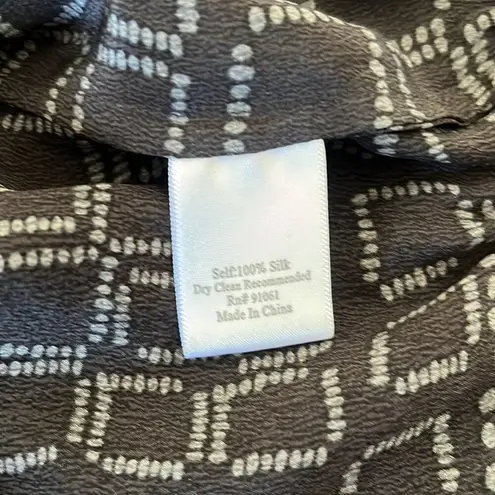 Self:100% Silk
Dry Clean Recommended
Rn# 91061
Made In China